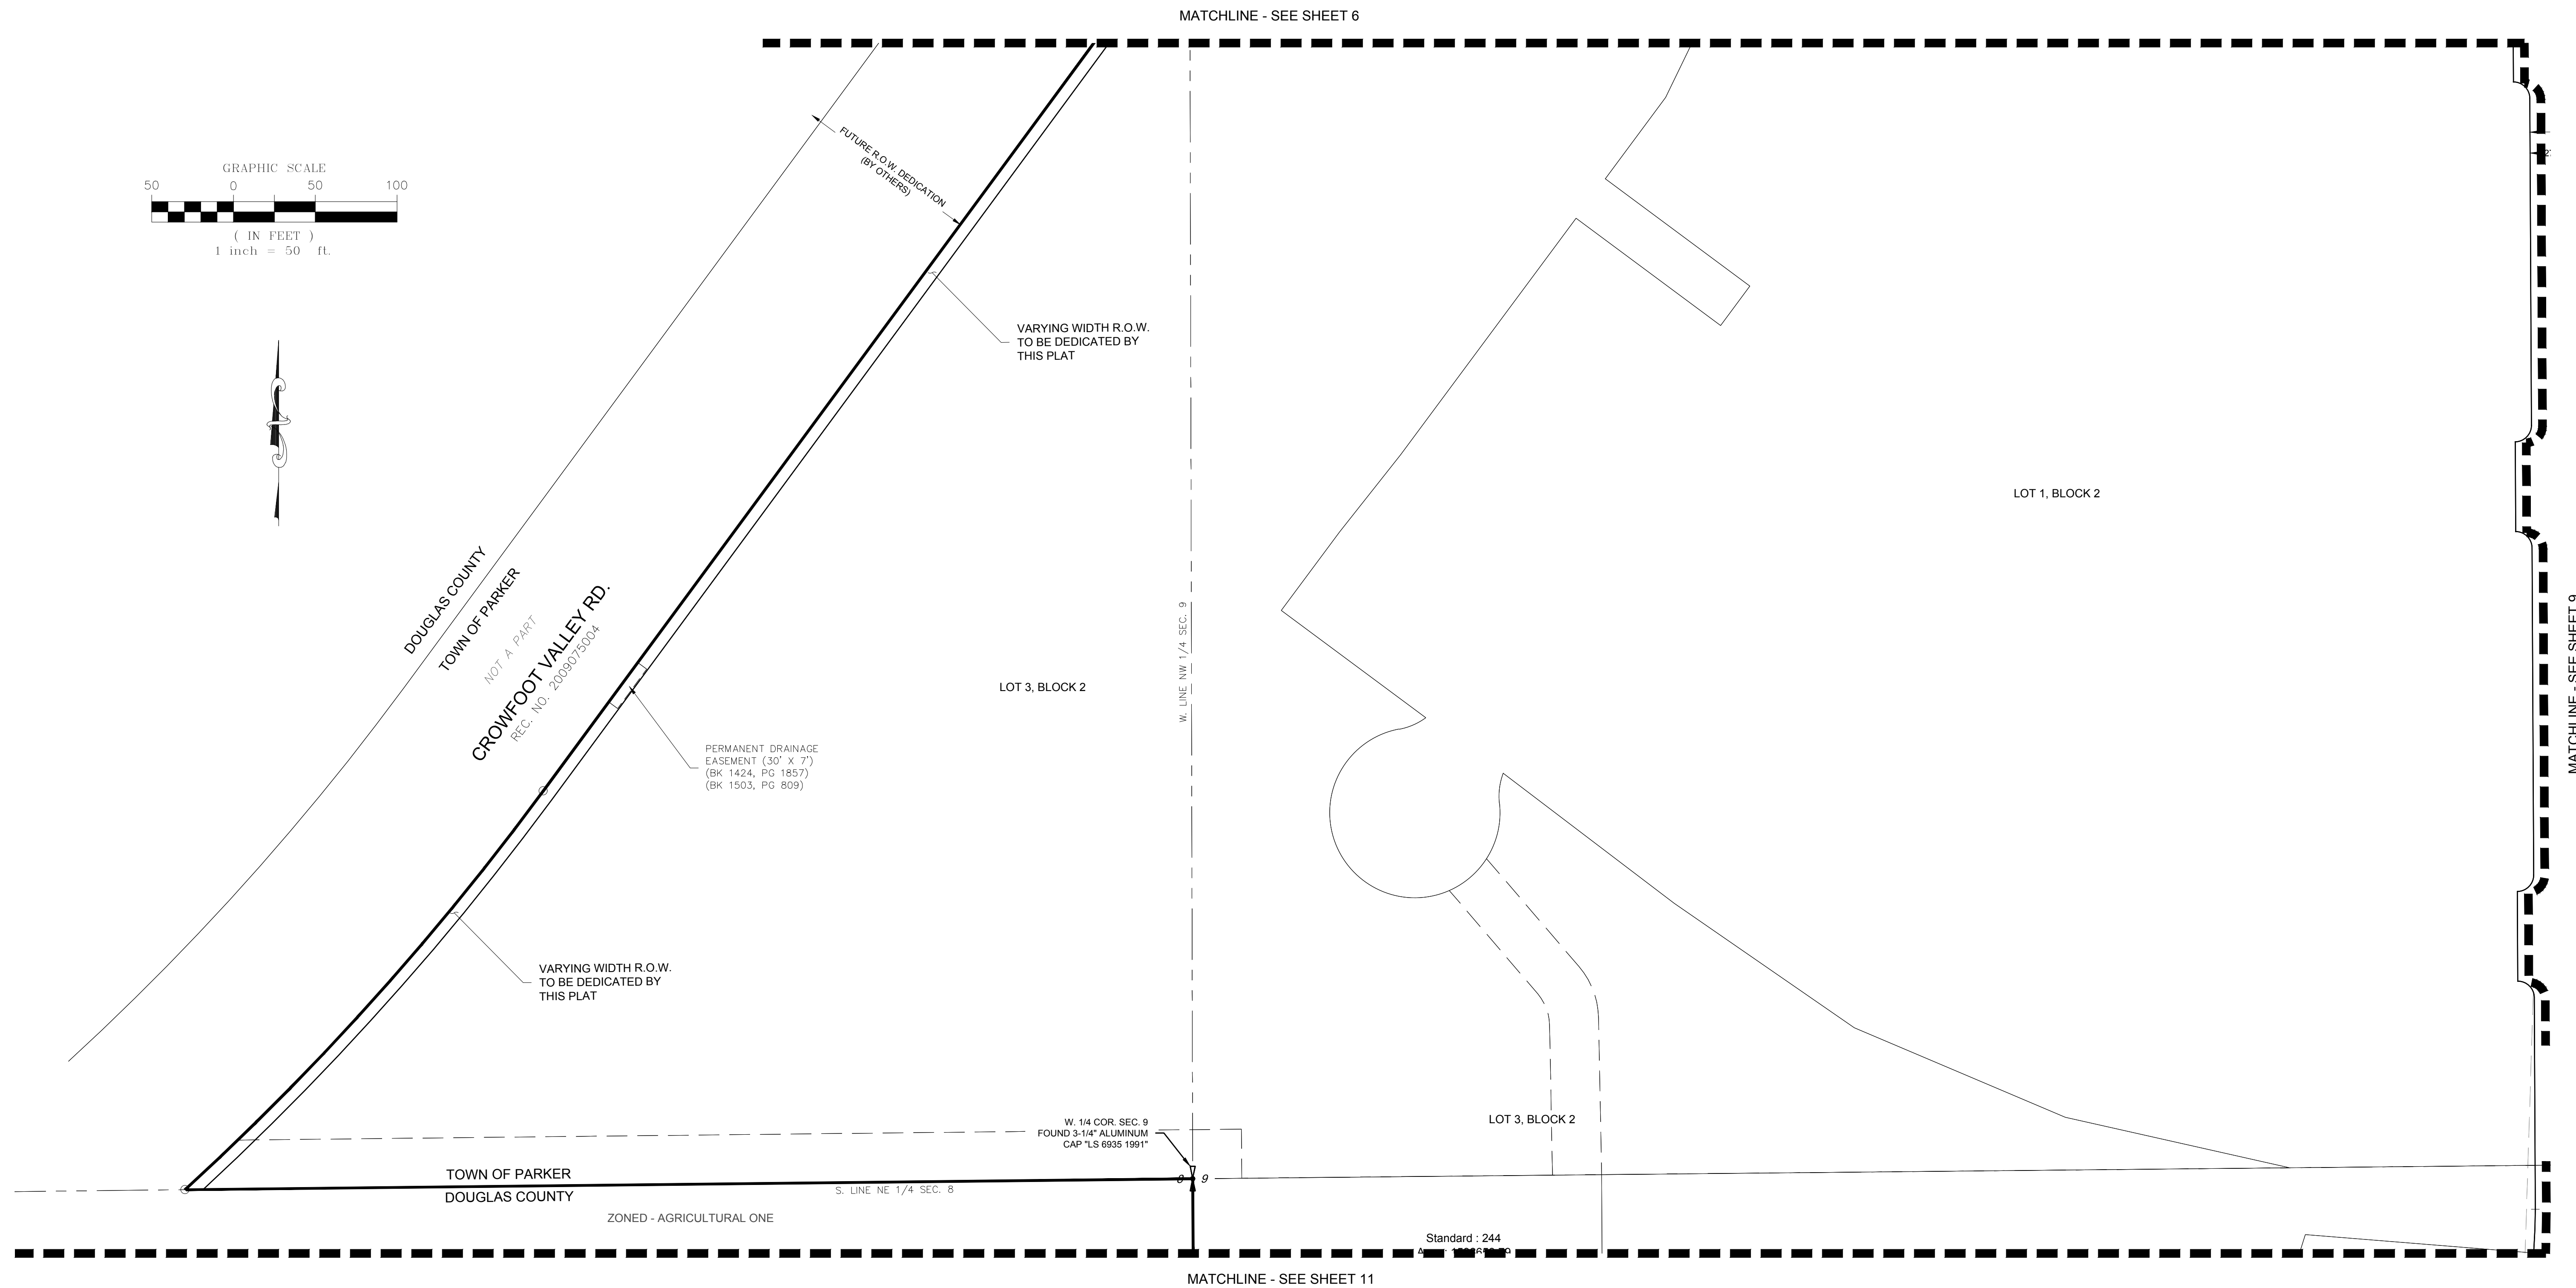 MATCHLINE - SEE SHEET 6
GRAPHIC SCALE
50 0 50 100
( IN FEET )
1 inch = 50 ft.
FUTURE R.O.W. DEDICATION
(BY OTHERS)
VARYING WIDTH R.O.W.
TO BE DEDICATED BY
THIS PLAT
LOT 1, BLOCK 2
DOUGLAS COUNTY
TOWN OF PARKER
NOT A PART
CROWFOOT VALLEY RD.
REC. NO. 2009075004
W. LINE NW 1/4 SEC. 9
LOT 3, BLOCK 2
MATCHLINE - SEE SHEET 9
PERMANENT DRAINAGE
EASEMENT (30' X 7')
(BK 1424, PG 1857)
(BK 1503, PG 809)
VARYING WIDTH R.O.W.
TO BE DEDICATED BY
THIS PLAT
W. 1/4 COR. SEC. 9
FOUND 3-1/4" ALUMINUM
CAP "LS 6935 1991"
LOT 3, BLOCK 2
TOWN OF PARKER
8 9
DOUGLAS COUNTY
S. LINE NE 1/4 SEC. 8
ZONED - AGRICULTURAL ONE
Standard : 244
MATCHLINE - SEE SHEET 11